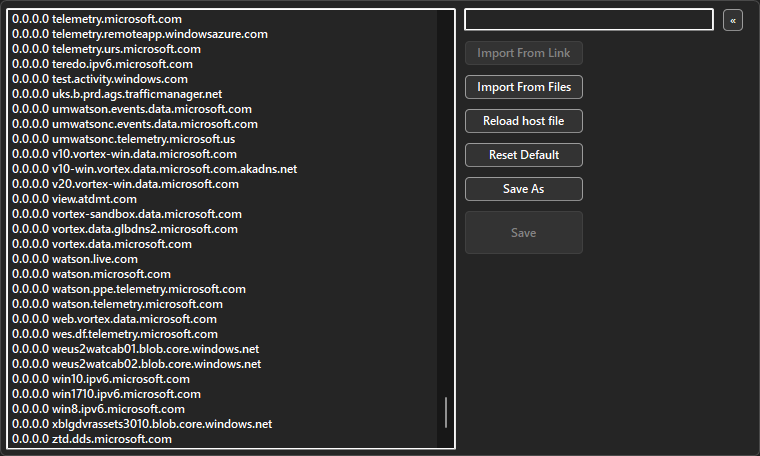 0.0.0.0 telemetry.microsoft.com
0.0.0.0 telemetry.remoteapp.windowsazure.com
0.0.0.0 telemetry.urs.microsoft.com
0.0.0.0 teredo.ipv6.microsoft.com
0.0.0.0 test.activity.windows.com
0.0.0.0 uks.b.prd.ags.trafficmanager.net
0.0.0.0 umwatson.events.data.microsoft.com
0.0.0.0 umwatsonc.events.data.microsoft.com
0.0.0.0 umwatsonc.telemetry.microsoft.us
0.0.0.0 v10.vortex-win.data.microsoft.com
0.0.0.0 v10-win.vortex.data.microsoft.com.akadns.net
0.0.0.0 v20.vortex-win.data.microsoft.com
0.0.0.0 view.atdmt.com
0.0.0.0 vortex-sandbox.data.microsoft.com
0.0.0.0 vortex.data.glbdns2.microsoft.com
0.0.0.0 vortex.data.microsoft.com
0.0.0.0 watson.live.com
0.0.0.0 watson.microsoft.com
0.0.0.0 watson.ppe.telemetry.microsoft.com
0.0.0.0 watson.telemetry.microsoft.com
0.0.0.0 web.vortex.data.microsoft.com
0.0.0.0 wes.df.telemetry.microsoft.com
0.0.0.0 weus2watcab01.blob.core.windows.net
0.0.0.0 weus2watcab02.blob.core.windows.net
0.0.0.0 win10.ipv6.microsoft.com
0.0.0.0 win1710.ipv6.microsoft.com
0.0.0.0 win8.ipv6.microsoft.com
0.0.0.0 xblgdvrassets3010.blob.core.windows.net
0.0.0.0 ztd.dds.microsoft.com
«
Import From Link
Import From Files
Reload host file
Reset Default
Save As
Save